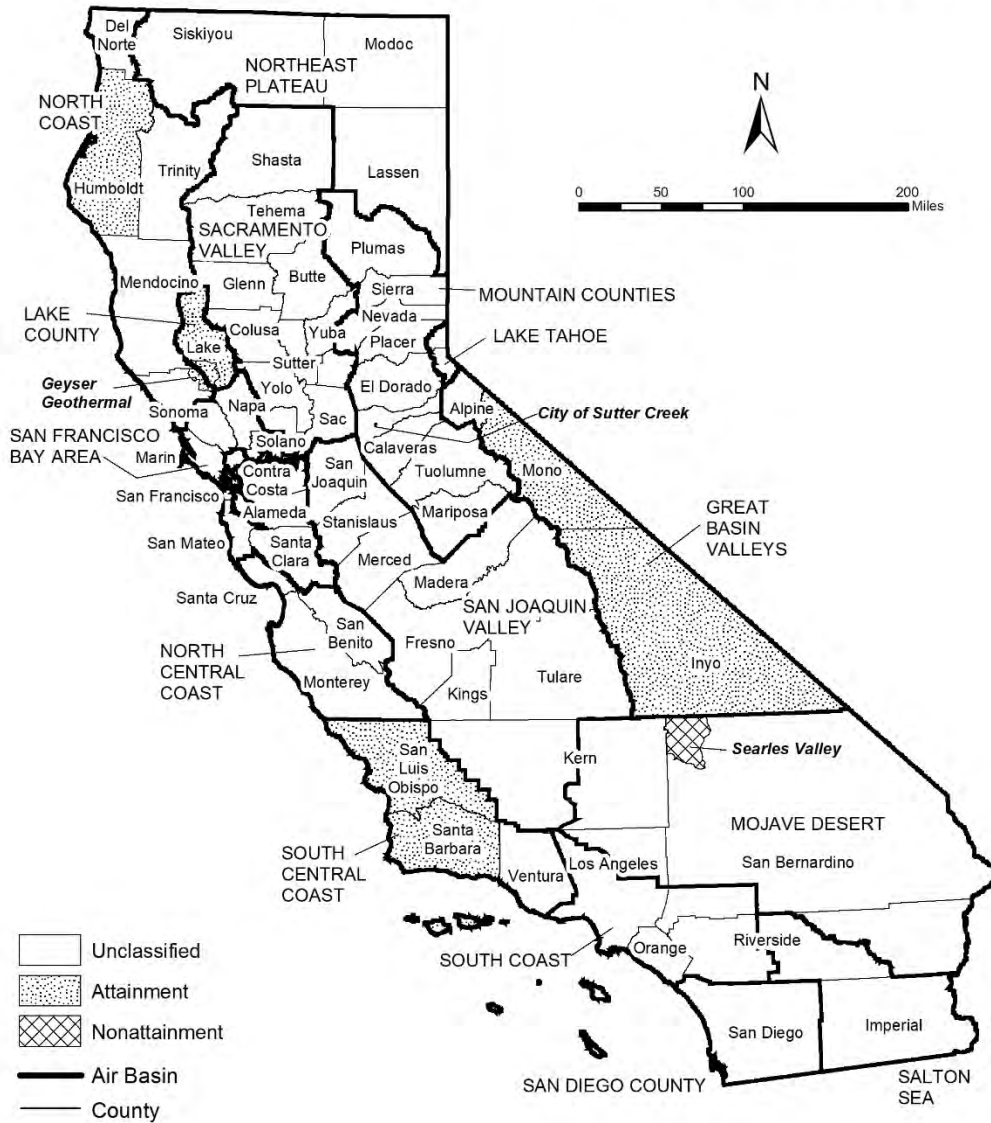 Del
Norte
Siskiyou
Modoc
NORTHEAST
PLATEAU
NORTH
COAST
N
Shasta
Trinity
Lassen
Humboldt
0 50 100 200
Miles
Tehema
SACRAMENTO
VALLEY
Plumas
Mendocino
Glenn
Butte
Sierra
MOUNTAIN COUNTIES
LAKE
COUNTY
Nevada
Colusa
Yuba
Placer
LAKE TAHOE
Lake
Sutter
Geyser
Geothermal
Yolo
El Dorado
Napa
Alpine
City of Sutter Creek
Sonoma
Sac
SAN FRANCISCO
BAY AREA
Solano
Calaveras
Marin
Contra
Costa
San
Joaquin
Tuolumne
Mono
San Francisco
Alameda
Mariposa
GREAT
BASIN
VALLEYS
Stanislaus
San Mateo
Santa
Clara
Merced
Madera
Santa Cruz
SAN JOAQUIN
VALLEY
San
Benito
NORTH
CENTRAL
COAST
Fresno
Inyo
Monterey
Tulare
Kings
San
Luis
Obispo
Kern
Searles Valley
Santa
Barbara
MOJAVE DESERT
SOUTH
CENTRAL
COAST
Los Angeles
San Bernardino
Ventura
Unclassified
Attainment
Nonattainment
Air Basin
County
SOUTH COAST
Orange
Riverside
San Diego
Imperial
SAN DIEGO COUNTY
SALTON
SEA